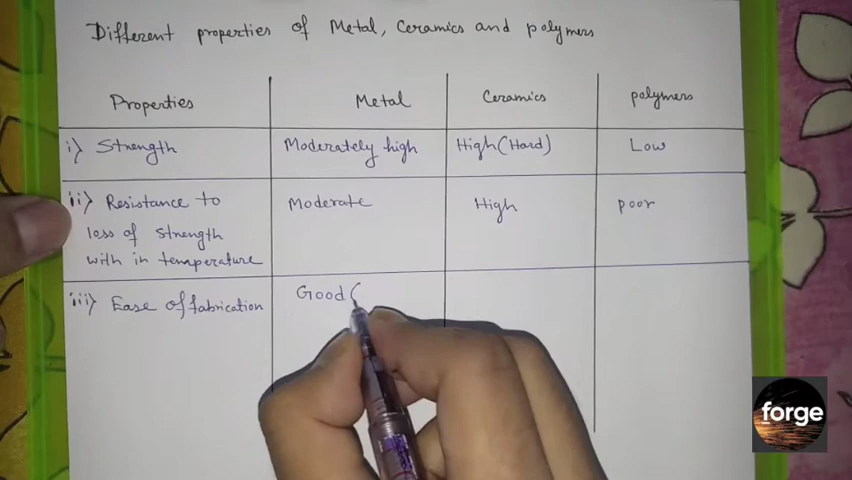 Different properties of Metal, Ceramics and polymers
Properties Metal Ceramics polymers
i) Strength Moderately high High (Hard) Low
ii) Resistance to Moderate High poor
loss of strength
with in temperature
iii) Ease of fabrication Good (
forge